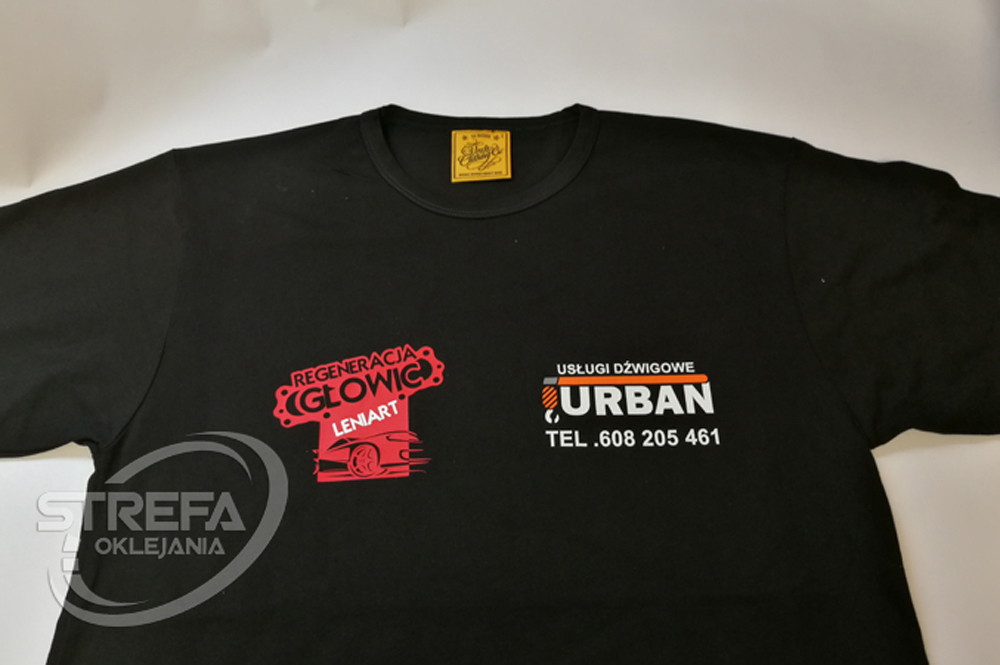 REGENERACJA
GŁOWIC
LENIART
USŁUGI DŹWIGOWE
URBAN
TEL .608 205 461
STREFA
OKLEJANIA